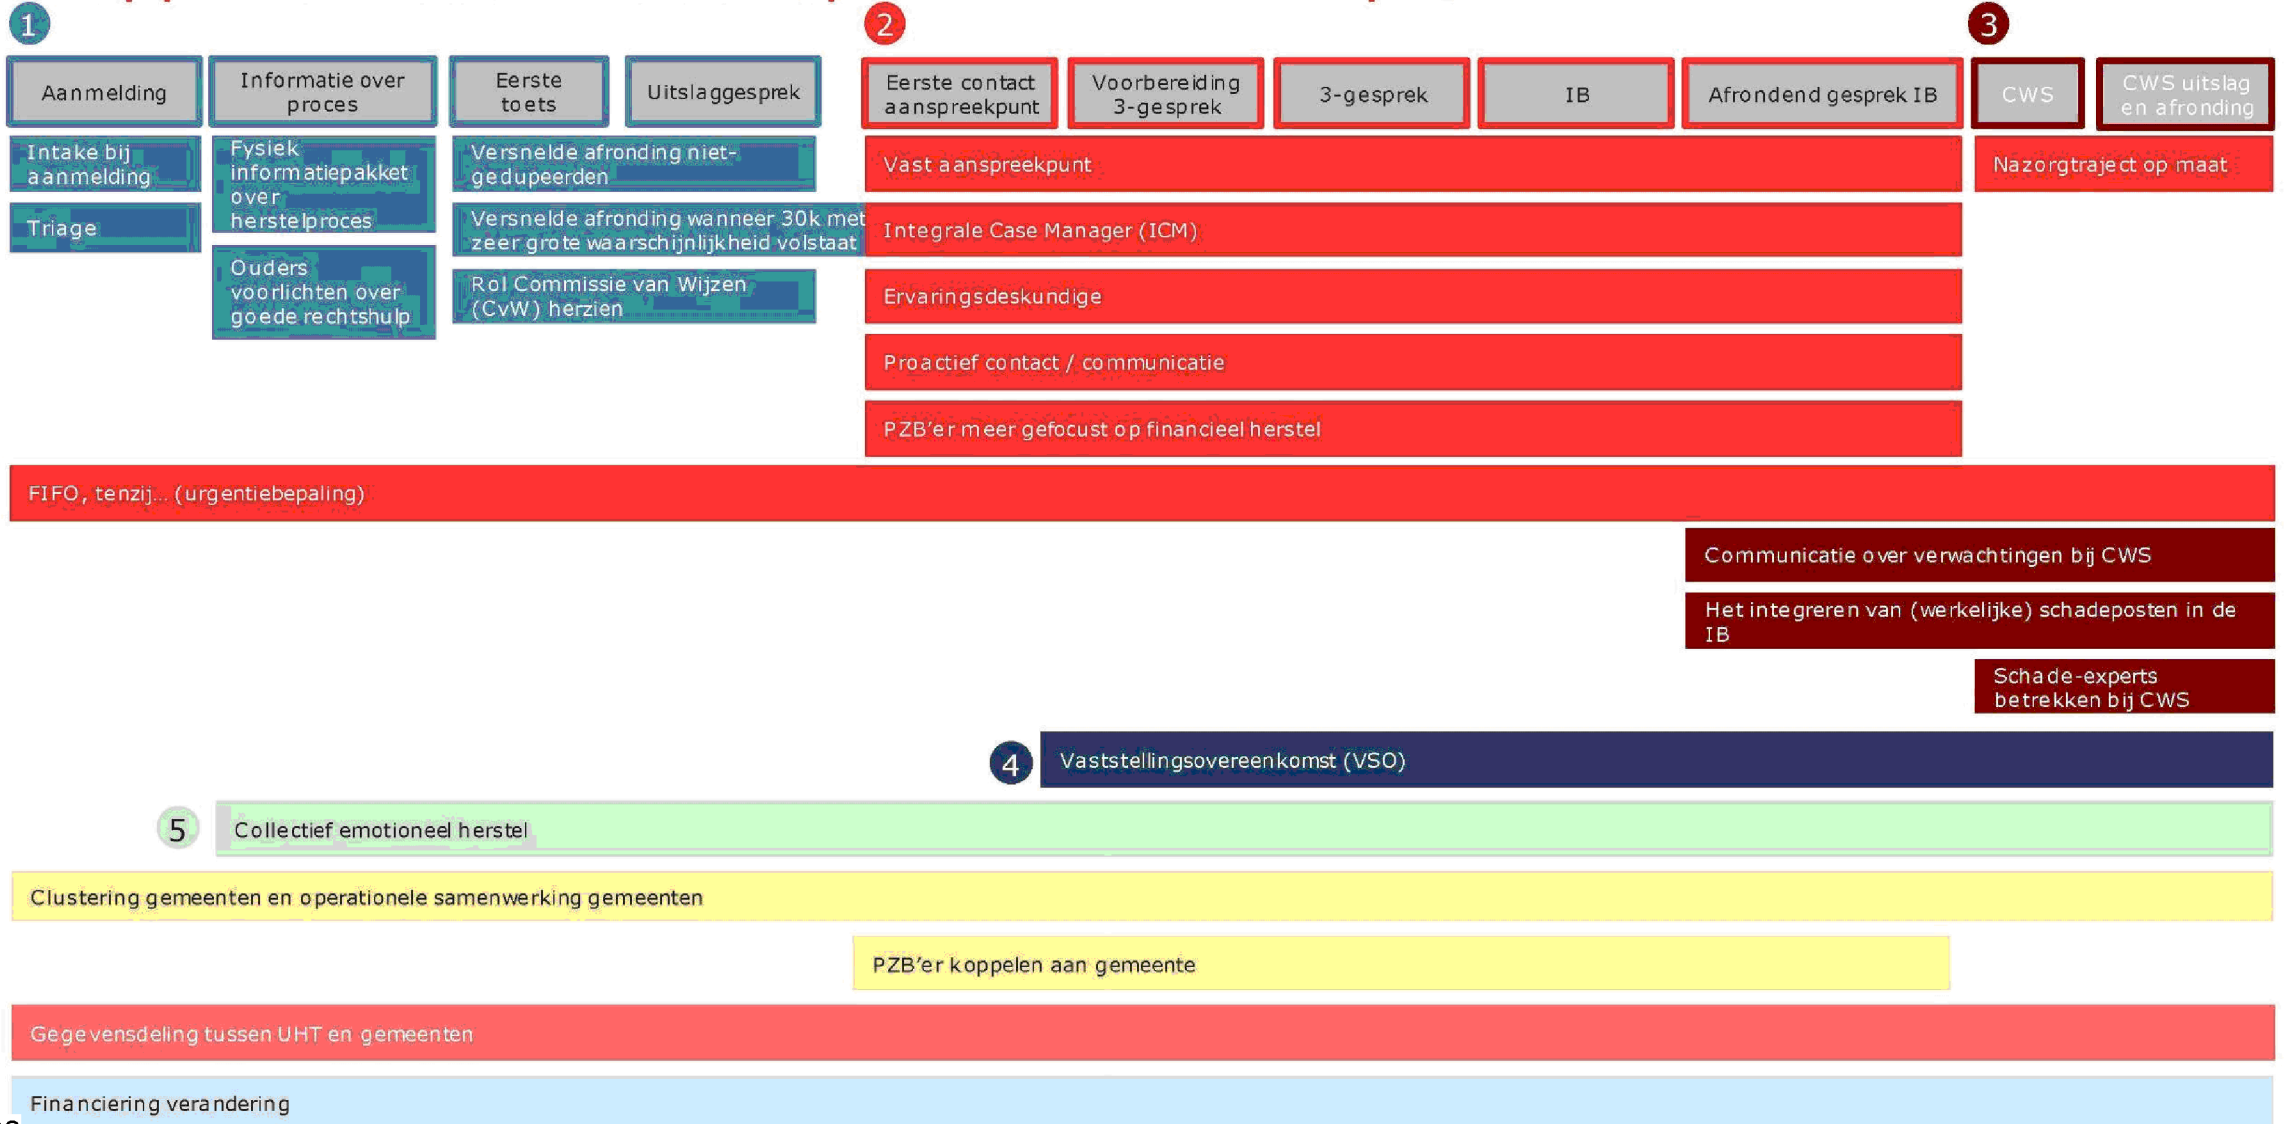 1
2
3
Aanmelding
Informatie over
proces
Eerste
toets
Uitslaggesprek
Eerste contact
aanspreekpunt
Voorbereiding
3-gesprek
3-gesprek
IB
Afrondend gesprek IB
CWS
CWS uitslag
en afronding
Intake bij
aanmelding
Triage
Fysiek
informatiepakket
over
herstelproces
Ouders
voorlichten over
goede rechtshulp
Versnelde afronding niet-
gedupeerden
Versnelde afronding wanneer 30k met
zeer grote waarschijnlijkheid volstaat
Rol Commissie van Wijzen
(CvW) herzien
Vast aanspreekpunt
Integrale Case Manager (ICM)
Ervaringsdeskundige
Proactief contact / communicatie
PZB'er meer gefocust op financieel herstel
Nazorgtraject op maat
FIFO, tenzij... (urgentiebepaling)
Communicatie over verwachtingen bij CWS
Het integreren van (werkelijke) schadeposten in de
IB
Schade-experts
betrekken bij CWS
4
Vaststellingsovereenkomst (VSO)
5
Collectief emotioneel herstel
Clustering gemeenten en operationele samenwerking gemeenten
PZB'er koppelen aan gemeente
Gegevensdeling tussen UHT en gemeenten
Financiering verandering